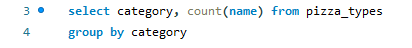 3 select category, count(name) from pizza_types
4 group by category